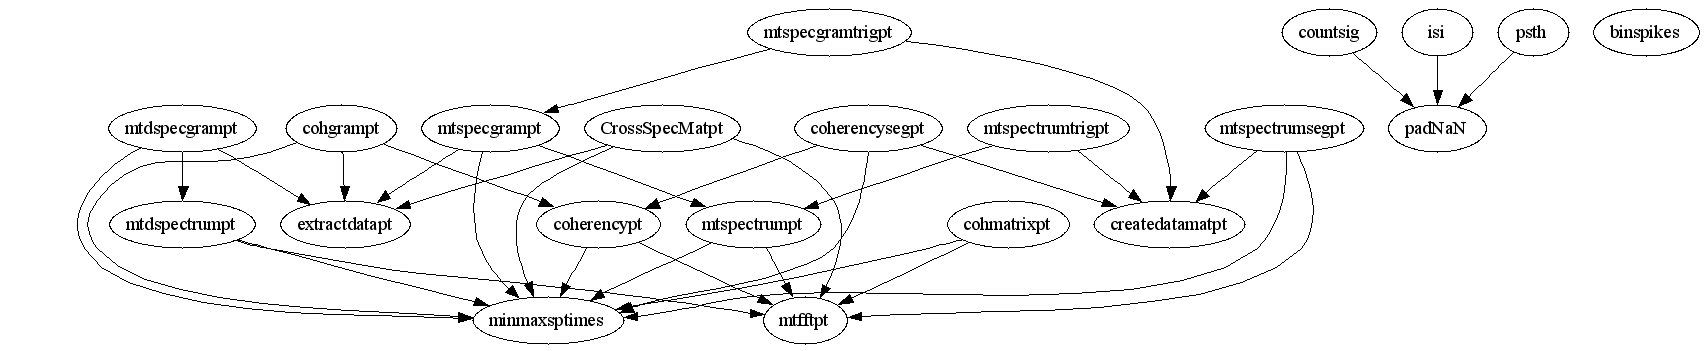 mtspecgramtrigpt
countsig
isi
psth
binspikes
mtdspecgrampt
cohgrampt
mtspecgrampt
CrossSpecMatpt
coherencysegpt
mtspectrumtrigpt
mtspectrumsegpt
padNaN
mtdspectrumpt
extractdatapt
coherencypt
mtspectrumpt
cohmatrixpt
createdatamatpt
minmaxsptimes
mtfftpt